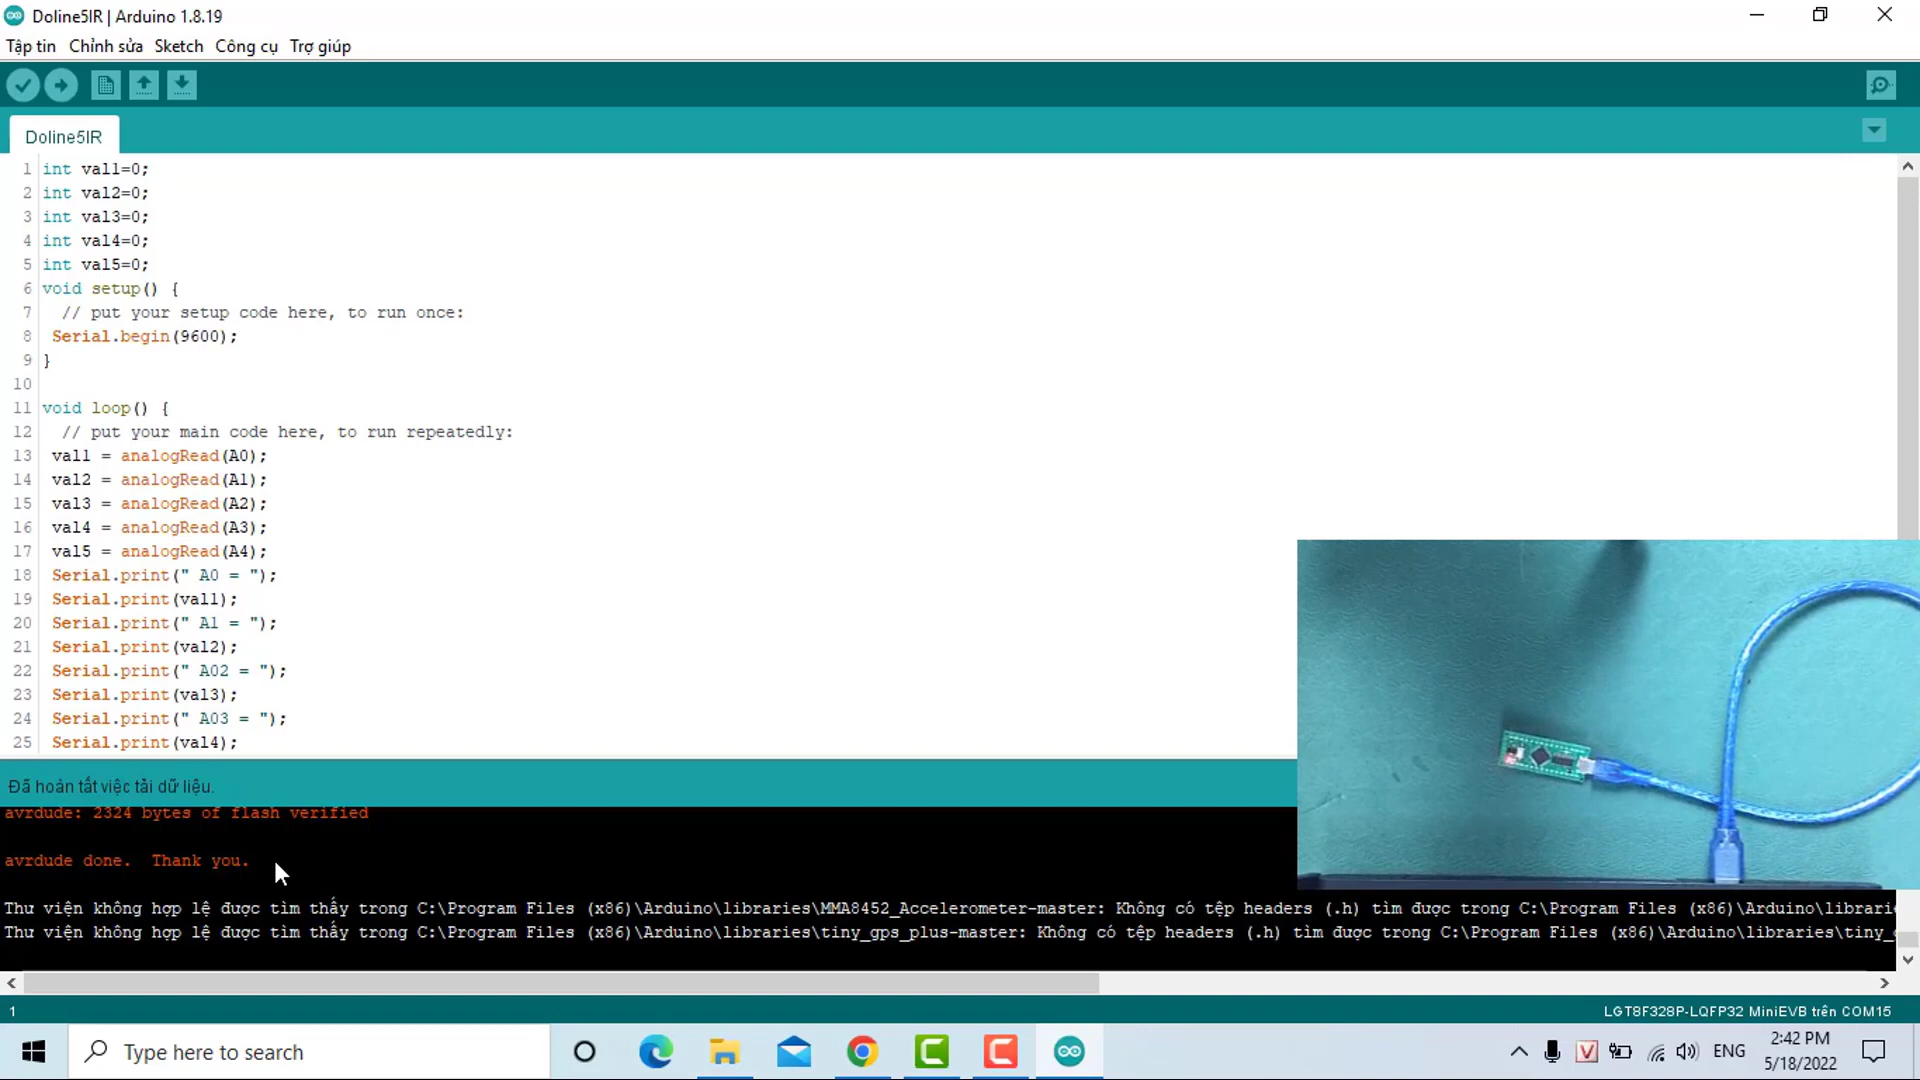 Doline5IR | Arduino 1.8.19
Tập tin Chỉnh sửa Sketch Công cụ Trợ giúp
Doline5IR
1 int val1=0;
2 int val2=0;
3 int val3=0;
4 int val4=0;
5 int val5=0;
6 void setup() {
7 // put your setup code here, to run once:
8 Serial.begin(9600);
9 }
10
11 void loop() {
12 // put your main code here, to run repeatedly:
13 val1 = analogRead(A0);
14 val2 = analogRead(A1);
15 val3 = analogRead(A2);
16 val4 = analogRead(A3);
17 val5 = analogRead(A4);
18 Serial.print(" A0 = ");
19 Serial.print(val1);
20 Serial.print(" A1 = ");
21 Serial.print(val2);
22 Serial.print(" A02 = ");
23 Serial.print(val3);
24 Serial.print(" A03 = ");
25 Serial.print(val4);
Đã hoàn tất việc tải dữ liệu.
avrdude: 2324 bytes of flash verified
avrdude done. Thank you.
Thư viện không hợp lệ được tìm thấy trong C:\Program Files (x86)\Arduino\libraries\MMA8452_Accelerometer-master: Không có tệp headers (.h) tìm được trong C:\Program Files (x86)\Arduino\librari
Thư viện không hợp lệ được tìm thấy trong C:\Program Files (x86)\Arduino\libraries\tiny_gps_plus-master: Không có tệp headers (.h) tìm được trong C:\Program Files (x86)\Arduino\libraries\tiny_
1 LGT8F328P-LQFP32 MiniEVB trên COM15
Type here to search
ENG
2:42 PM
5/18/2022